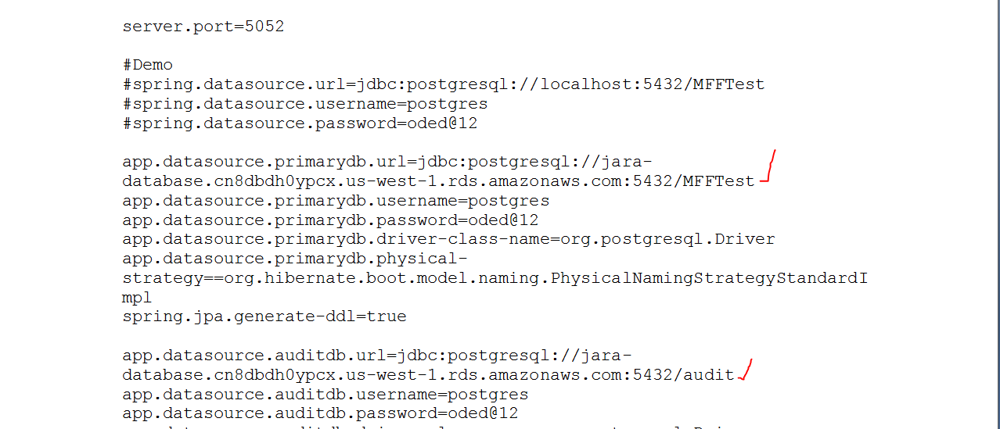 server.port=5052
#Demo
#spring.datasource.url=jdbc:postgresql://localhost:5432/MFFTest
#spring.datasource.username=postgres
#spring.datasource.password=oded@12
app.datasource.primarydb.url=jdbc:postgresql://jara-
database.cn8dbdh0ypcx.us-west-1.rds.amazonaws.com:5432/MFFTest
app.datasource.primarydb.username=postgres
app.datasource.primarydb.password=oded@12
app.datasource.primarydb.driver-class-name=org.postgresql.Driver
app.datasource.primarydb.physical-
strategy==org.hibernate.boot.model.naming.PhysicalNamingStrategyStandardI
mpl
spring.jpa.generate-ddl=true
app.datasource.auditdb.url=jdbc:postgresql://jara-
database.cn8dbdh0ypcx.us-west-1.rds.amazonaws.com:5432/audit
app.datasource.auditdb.username=postgres
app.datasource.auditdb.password=oded@12